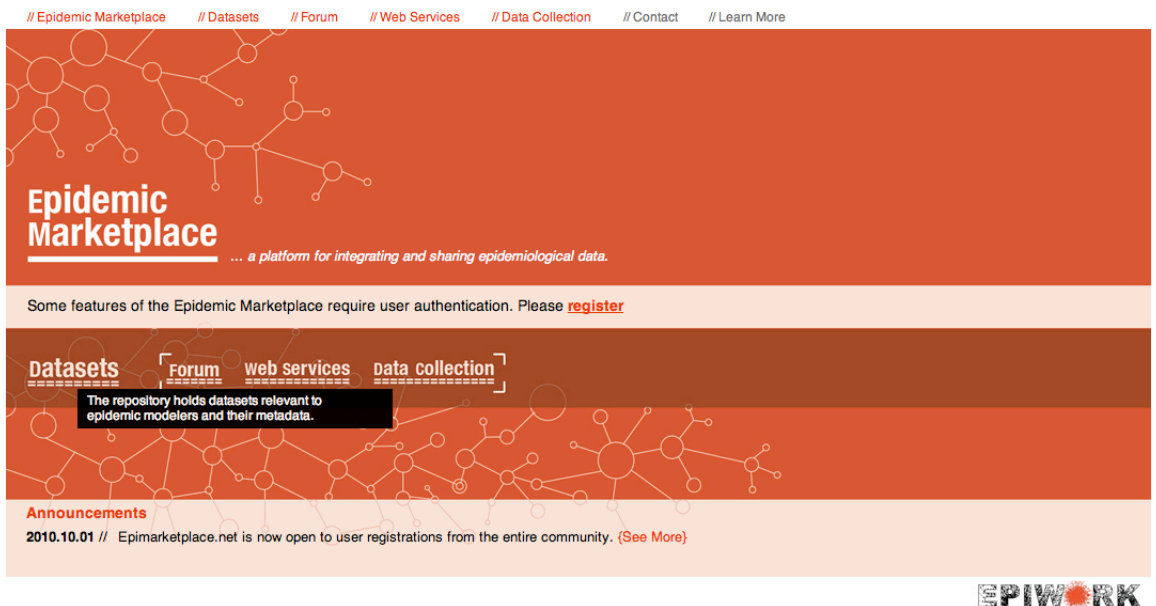 // Epidemic Marketplace // Datasets // Forum // Web Services // Data Collection // Contact // Learn More
Epidemic
Marketplace
... a platform for integrating and sharing epidemiological data.
Some features of the Epidemic Marketplace require user authentication. Please register
Datasets Forum Web services Data collection
The repository holds datasets relevant to
epidemic modelers and their metadata.
Announcements
2010.10.01 // Epimarketplace.net is now open to user registrations from the entire community. {See More}
EPIWORK